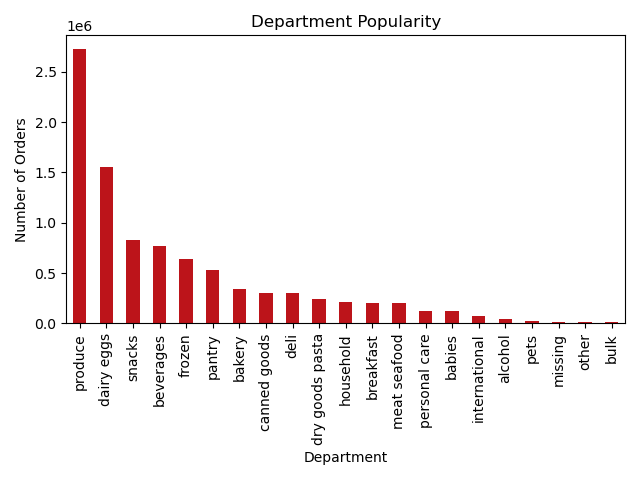 Department Popularity
1e6
2.5
2.0
1.5
1.0
0.5
0.0
Number of Orders
produce
dairy eggs
snacks
beverages
frozen
pantry
bakery
canned goods
deli
dry goods pasta
household
breakfast
meat seafood
personal care
babies
international
alcohol
pets
missing
other
bulk
Department